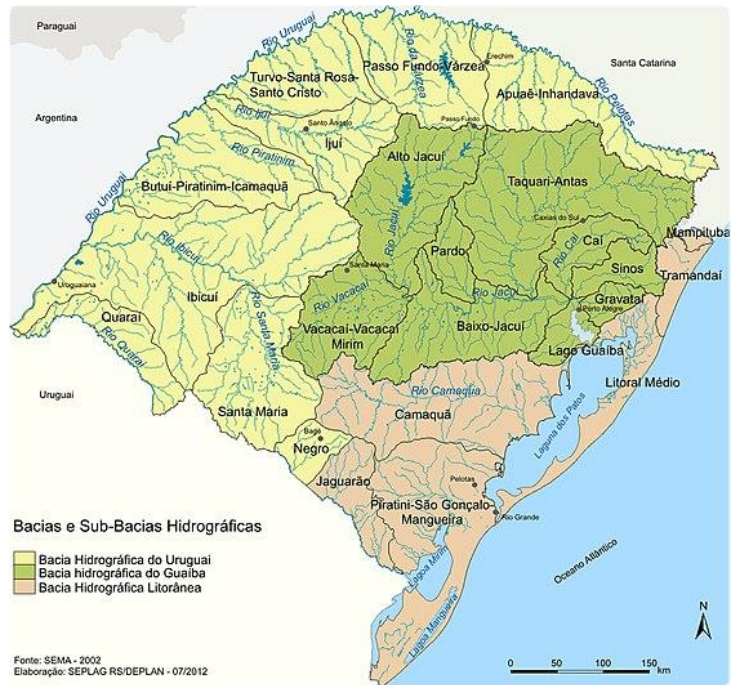 Paraguai
Rio Uruguai
Santa Catarina
Passo Fundo-Várzea
Erechim
Rio da Várzea
Turvo-Santa Rosa-
Santo Cristo
Apuaê-Inhandava
Rio Pelotas
Argentina
Rio Ijuí
Santo Ângelo
Passo Fundo
Ijuí
Alto Jacuí
Rio Piratinim
Butuí-Piratinim-Icamaquã
Taquari-Antas
Rio Uruguai
Caxias do Sul
Mampituba
Rio Ibicuí
Rio Jacuí
Pardo
Rio Caí
Caí
Santa Maria
Sinos
Tramandaí
Uruguaiana
Ibicuí
Rio Vacacaí
Rio Jacuí
Gravataí
Porto Alegre
Quaraí
Rio Santa Maria
Vacacaí-Vacacaí
Mirim
Baixo-Jacuí
Rio Quaraí
Lago Guaíba
Litoral Médio
Uruguai
Rio Camaquã
Santa Maria
Camaquã
Laguna dos Patos
Bagé
Negro
Jaguarão
Pelotas
Piratini-São Gonçalo-
Mangueira
Rio Grande
Bacias e Sub-Bacias Hidrográficas
Bacia Hidrográfica do Uruguai
Bacia hidrográfica do Guaíba
Bacia Hidrográfica Litorânea
Lagoa Mirim
Oceano Atlântico
Lagoa Mangueira
N
Fonte: SEMA - 2002
Elaboração: SEPLAG RS/DEPLAN - 07/2012
0 50 100 150
km